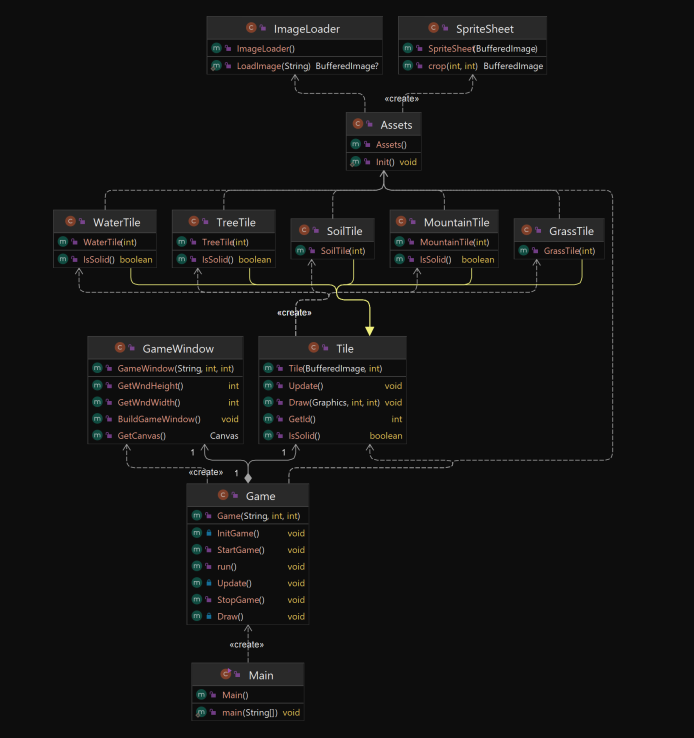 ImageLoader
ImageLoader()
LoadImage(String) BufferedImage?
SpriteSheet
SpriteSheet(BufferedImage)
crop(int, int) BufferedImage
«create»
Assets
Assets()
Init() void
WaterTile
WaterTile(int)
IsSolid() boolean
TreeTile
TreeTile(int)
IsSolid() boolean
SoilTile
SoilTile(int)
MountainTile
MountainTile(int)
IsSolid() boolean
GrassTile
GrassTile(int)
«create»
GameWindow
GameWindow(String, int, int)
GetWndHeight() int
GetWndWidth() int
BuildGameWindow() void
GetCanvas() Canvas
Tile
Tile(BufferedImage, int)
Update() void
Draw(Graphics, int, int) void
GetId() int
IsSolid() boolean
1
1
«create»
1
Game
Game(String, int, int)
InitGame() void
StartGame() void
run() void
Update() void
StopGame() void
Draw() void
«create»
Main
Main()
main(String[]) void